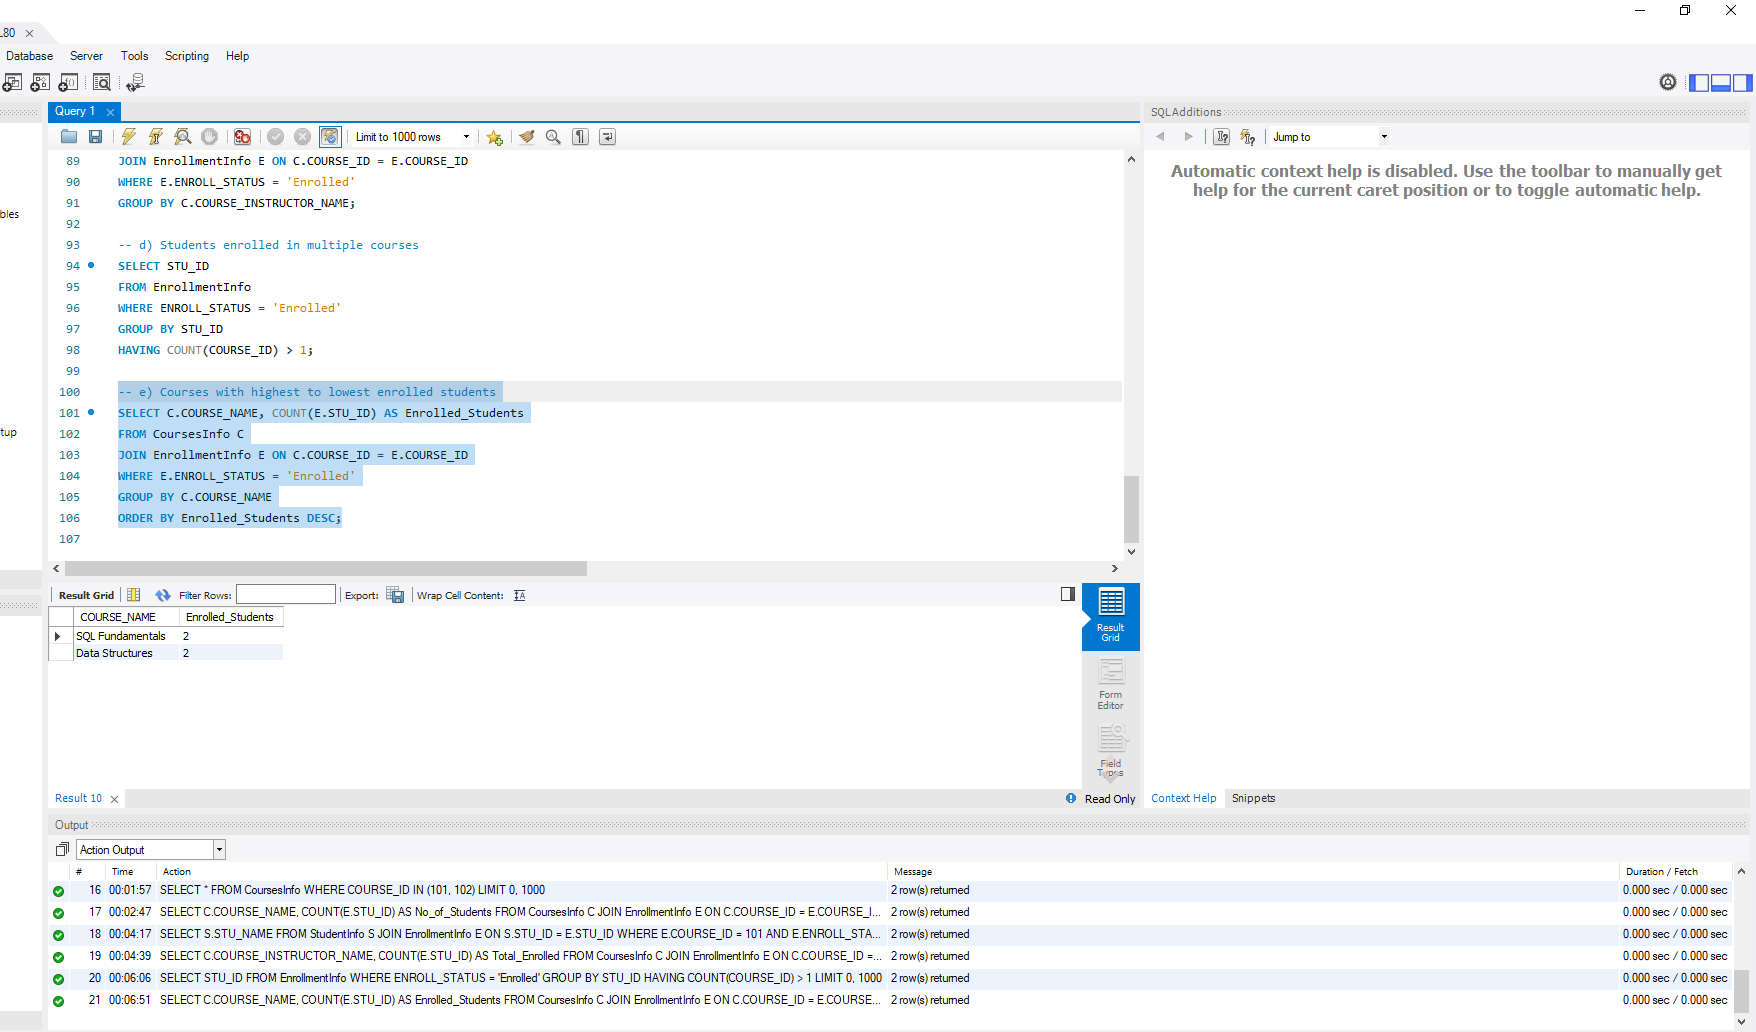 L80
Database Server Tools Scripting Help
Query 1
Limit to 1000 rows
89 JOIN EnrollmentInfo E ON C.COURSE_ID = E.COURSE_ID
90 WHERE E.ENROLL_STATUS = 'Enrolled'
91 GROUP BY C.COURSE_INSTRUCTOR_NAME;
92
93 -- d) Students enrolled in multiple courses
94 SELECT STU_ID
95 FROM EnrollmentInfo
96 WHERE ENROLL_STATUS = 'Enrolled'
97 GROUP BY STU_ID
98 HAVING COUNT(COURSE_ID) > 1;
99
100 -- e) Courses with highest to lowest enrolled students
101 SELECT C.COURSE_NAME, COUNT(E.STU_ID) AS Enrolled_Students
102 FROM CoursesInfo C
103 JOIN EnrollmentInfo E ON C.COURSE_ID = E.COURSE_ID
104 WHERE E.ENROLL_STATUS = 'Enrolled'
105 GROUP BY C.COURSE_NAME
106 ORDER BY Enrolled_Students DESC;
107
bles
tup
SQLAdditions
Jump to
Automatic context help is disabled. Use the toolbar to manually get
help for the current caret position or to toggle automatic help.
Result Grid Filter Rows: Export: Wrap Cell Content:
COURSE_NAME Enrolled_Students
SQL Fundamentals 2
Data Structures 2
Result
Grid
Form
Editor
Field
Types
Result 10
Read Only
Context Help Snippets
Output
Action Output
# Time Action Message Duration / Fetch
16 00:01:57 SELECT * FROM CoursesInfo WHERE COURSE_ID IN (101, 102) LIMIT 0, 1000 2 row(s) returned 0.000 sec / 0.000 sec
17 00:02:47 SELECT C.COURSE_NAME, COUNT(E.STU_ID) AS No_of_Students FROM CoursesInfo C JOIN EnrollmentInfo E ON C.COURSE_ID = E.COURSE_I... 2 row(s) returned 0.000 sec / 0.000 sec
18 00:04:17 SELECT S.STU_NAME FROM StudentInfo S JOIN EnrollmentInfo E ON S.STU_ID = E.STU_ID WHERE E.COURSE_ID = 101 AND E.ENROLL_STA... 2 row(s) returned 0.000 sec / 0.000 sec
19 00:04:39 SELECT C.COURSE_INSTRUCTOR_NAME, COUNT(E.STU_ID) AS Total_Enrolled FROM CoursesInfo C JOIN EnrollmentInfo E ON C.COURSE_ID =... 2 row(s) returned 0.000 sec / 0.000 sec
20 00:06:06 SELECT STU_ID FROM EnrollmentInfo WHERE ENROLL_STATUS = 'Enrolled' GROUP BY STU_ID HAVING COUNT(COURSE_ID) > 1 LIMIT 0, 1000 2 row(s) returned 0.000 sec / 0.000 sec
21 00:06:51 SELECT C.COURSE_NAME, COUNT(E.STU_ID) AS Enrolled_Students FROM CoursesInfo C JOIN EnrollmentInfo E ON C.COURSE_ID = E.COURSE... 2 row(s) returned 0.000 sec / 0.000 sec